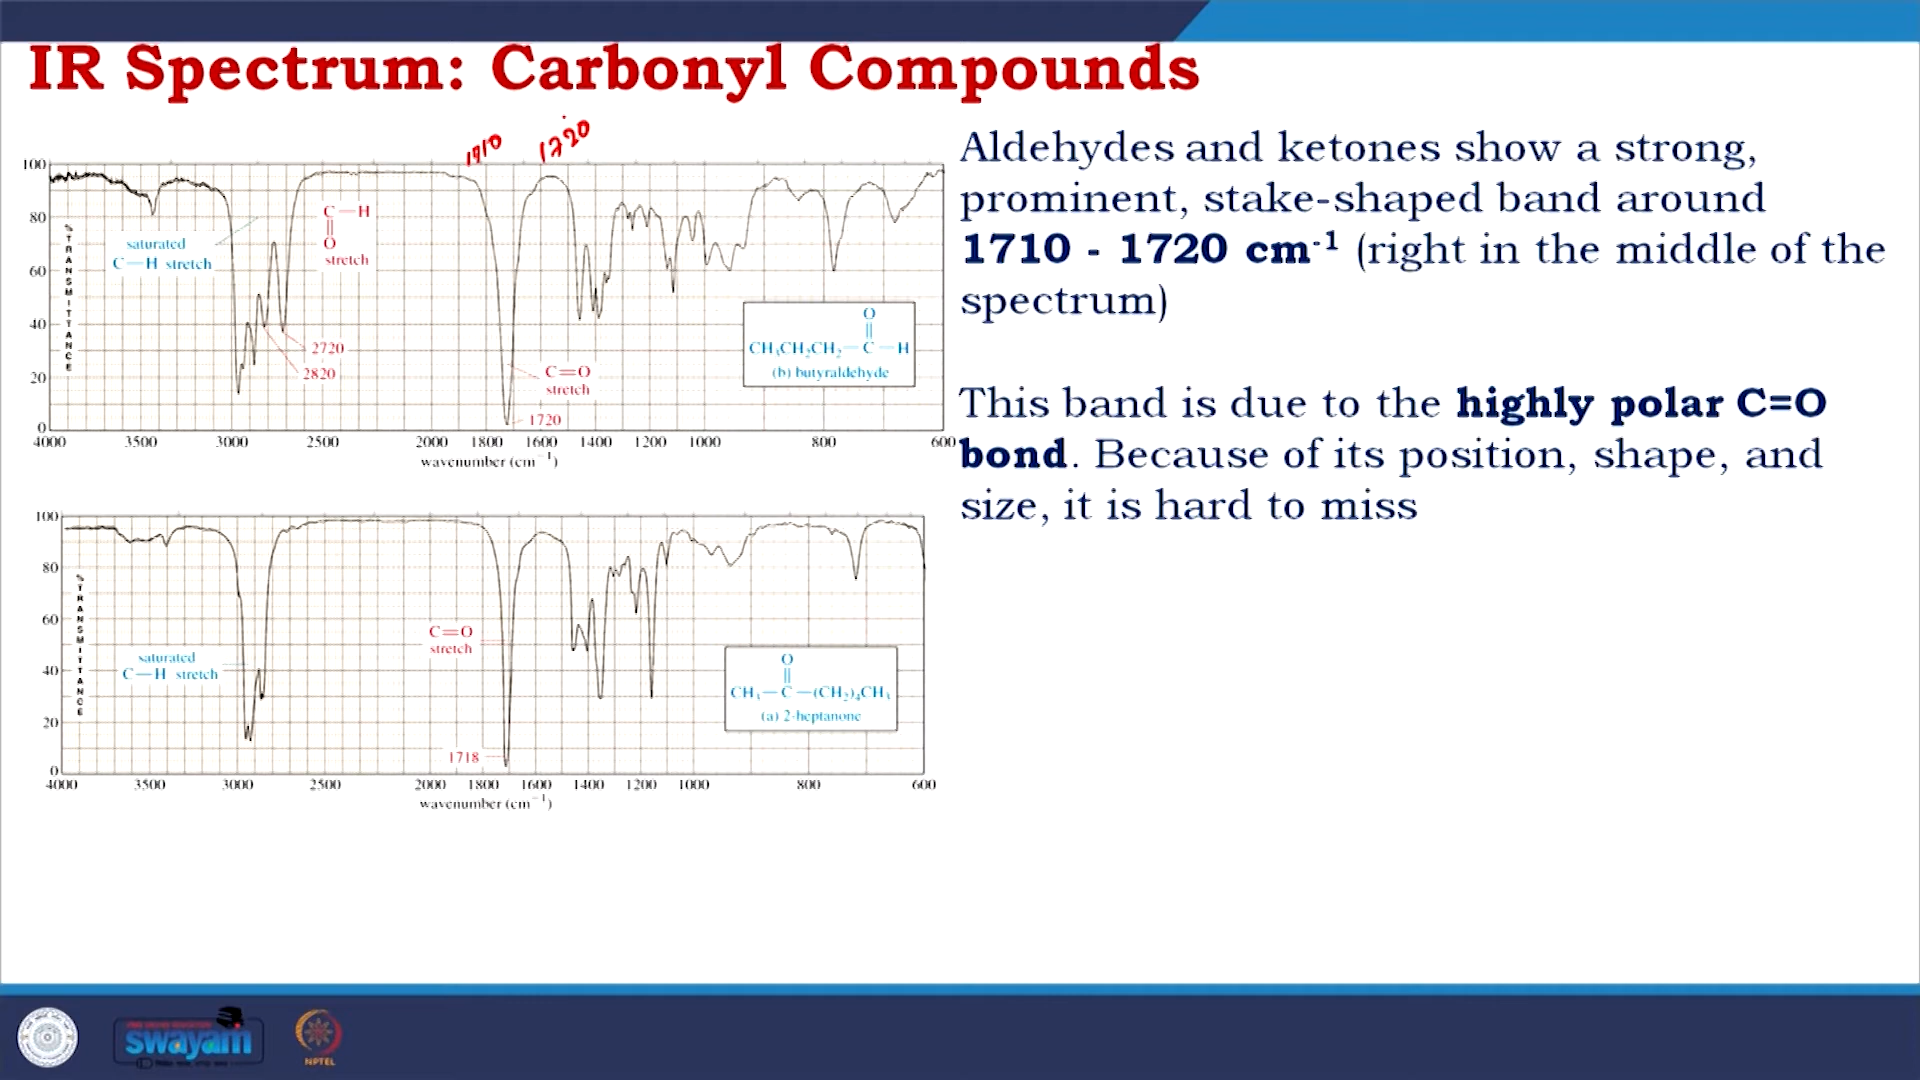 IR Spectrum: Carbonyl Compounds
1710 1720
100
80
60
40
20
0
% TRANSMITTANCE
saturated
C—H stretch
C—H
O
stretch
2720
2820
C=O
stretch
1720
O
CH₃CH₂CH₂—C—H
(b) butyraldehyde
4000 3500 3000 2500 2000 1800 1600 1400 1200 1000 800 600
wavenumber (cm⁻¹)
100
80
60
40
20
0
% TRANSMITTANCE
C=O
stretch
saturated
C—H stretch
1718
O
CH₃—C—(CH₂)₄CH₃
(a) 2-heptanone
4000 3500 3000 2500 2000 1800 1600 1400 1200 1000 800 600
wavenumber (cm⁻¹)
Aldehydes and ketones show a strong,
prominent, stake-shaped band around
1710 - 1720 cm⁻¹ (right in the middle of the
spectrum)
This band is due to the highly polar C=O
bond. Because of its position, shape, and
size, it is hard to miss
swayam
NPTEL